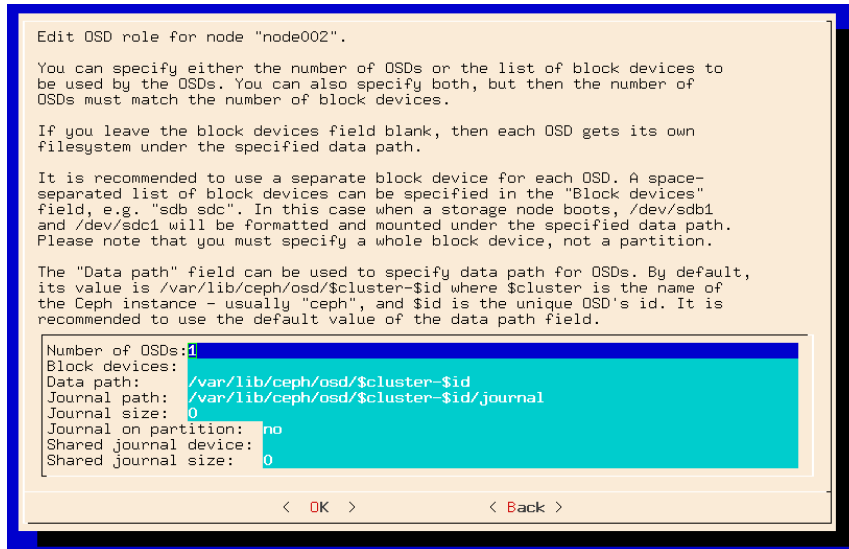 Edit OSD role for node "node002".
You can specify either the number of OSDs or the list of block devices to
be used by the OSDs. You can also specify both, but then the number of
OSDs must match the number of block devices.
If you leave the block devices field blank, then each OSD gets its own
filesystem under the specified data path.
It is recommended to use a separate block device for each OSD. A space-
separated list of block devices can be specified in the "Block devices"
field, e.g. "sdb sdc". In this case when a storage node boots, /dev/sdb1
and /dev/sdc1 will be formatted and mounted under the specified data path.
Please note that you must specify a whole block device, not a partition.
The "Data path" field can be used to specify data path for OSDs. By default,
its value is /var/lib/ceph/osd/$cluster-$id where $cluster is the name of
the Ceph instance - usually "ceph", and $id is the unique OSD's id. It is
recommended to use the default value of the data path field.
Number of OSDs:1
Block devices:
Data path: /var/lib/ceph/osd/$cluster-$id
Journal path: /var/lib/ceph/osd/$cluster-$id/journal
Journal size: 0
Journal on partition: no
Shared journal device:
Shared journal size: 0
< OK > < Back >